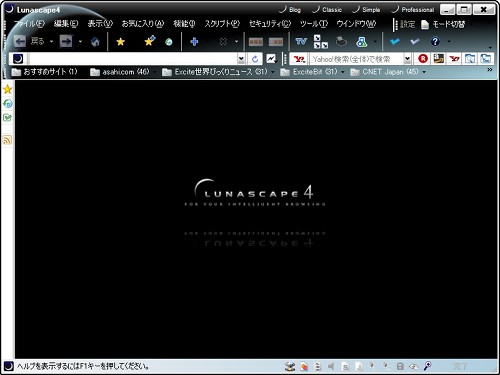 Lunascape4 Blog Classic Simple Professional
ファイル(F) 編集(E) 表示(V) お気に入り(A) 機能(F) スクリプト(P) セキュリティ(C) ツール(T) ウインドウ(W) 設定 モード切替
戻る
Yahoo!検索(全体)で検索
おすすめサイト (1) asahi.com (46) Excite世界びっくりニュース (31) ExciteBit (31) CNET Japan (45)
LUNASCAPE 4
FOR YOUR INTELLIGENT BROWSING
ヘルプを表示するにはF1キーを押してください。 完了